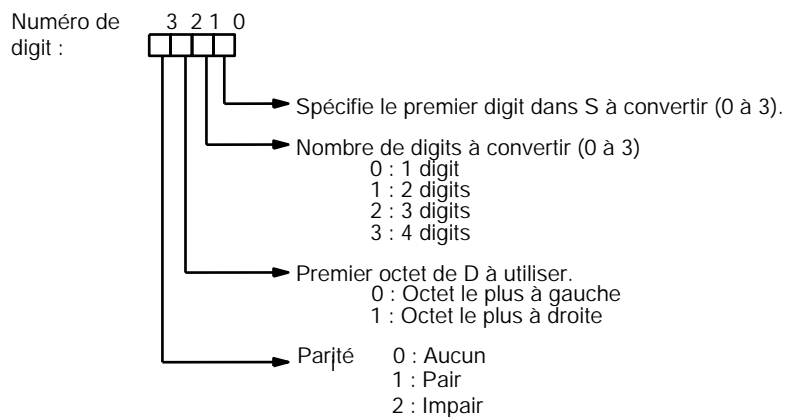 Numéro de digit : 3 2 1 0
Spécifie le premier digit dans S à convertir (0 à 3).
Nombre de digits à convertir (0 à 3)
0 : 1 digit
1 : 2 digits
2 : 3 digits
3 : 4 digits
Premier octet de D à utiliser.
0 : Octet le plus à gauche
1 : Octet le plus à droite
Parité 0 : Aucun
1 : Pair
2 : Impair